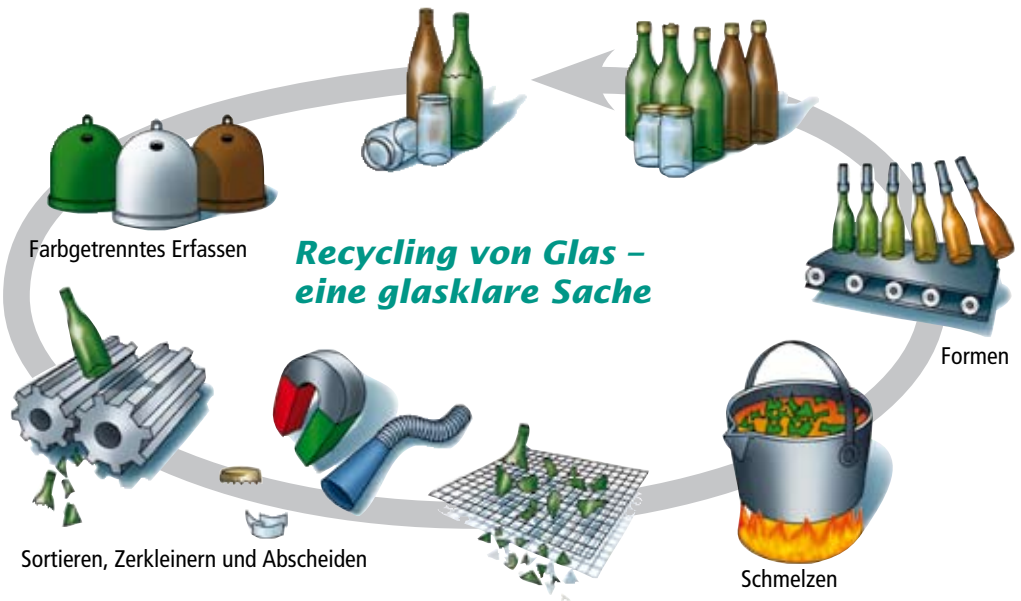 Farbgetrenntes Erfassen
Recycling von Glas –
eine glasklare Sache
Formen
Sortieren, Zerkleinern und Abscheiden
Schmelzen